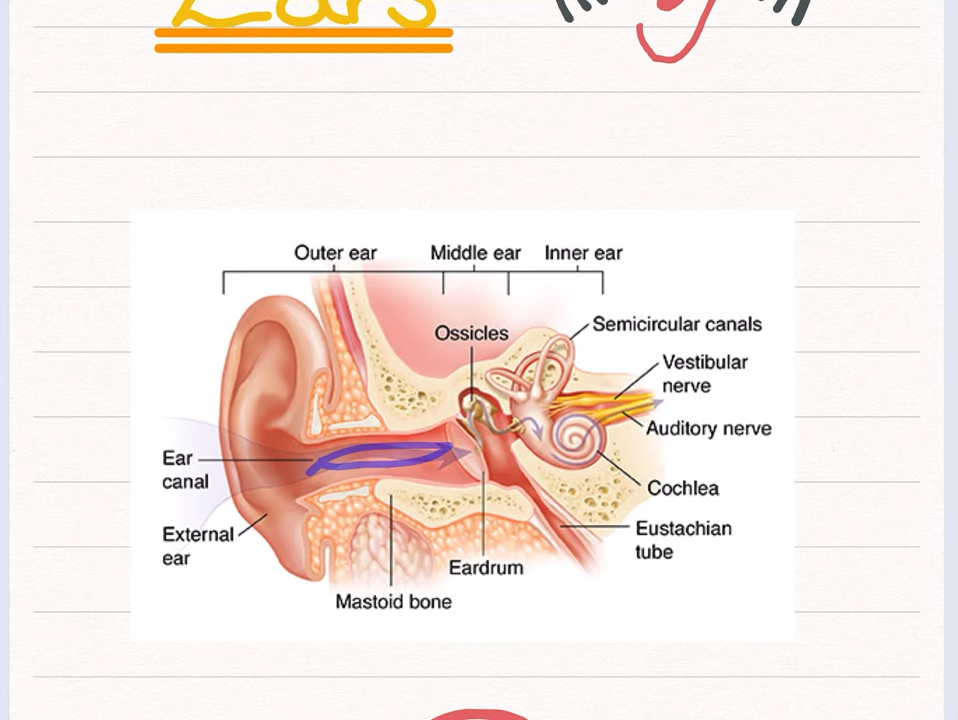 Ears
Outer ear Middle ear Inner ear
Ossicles
Semicircular canals
Vestibular
nerve
Auditory nerve
Ear
canal
Cochlea
External
ear
Eustachian
tube
Eardrum
Mastoid bone